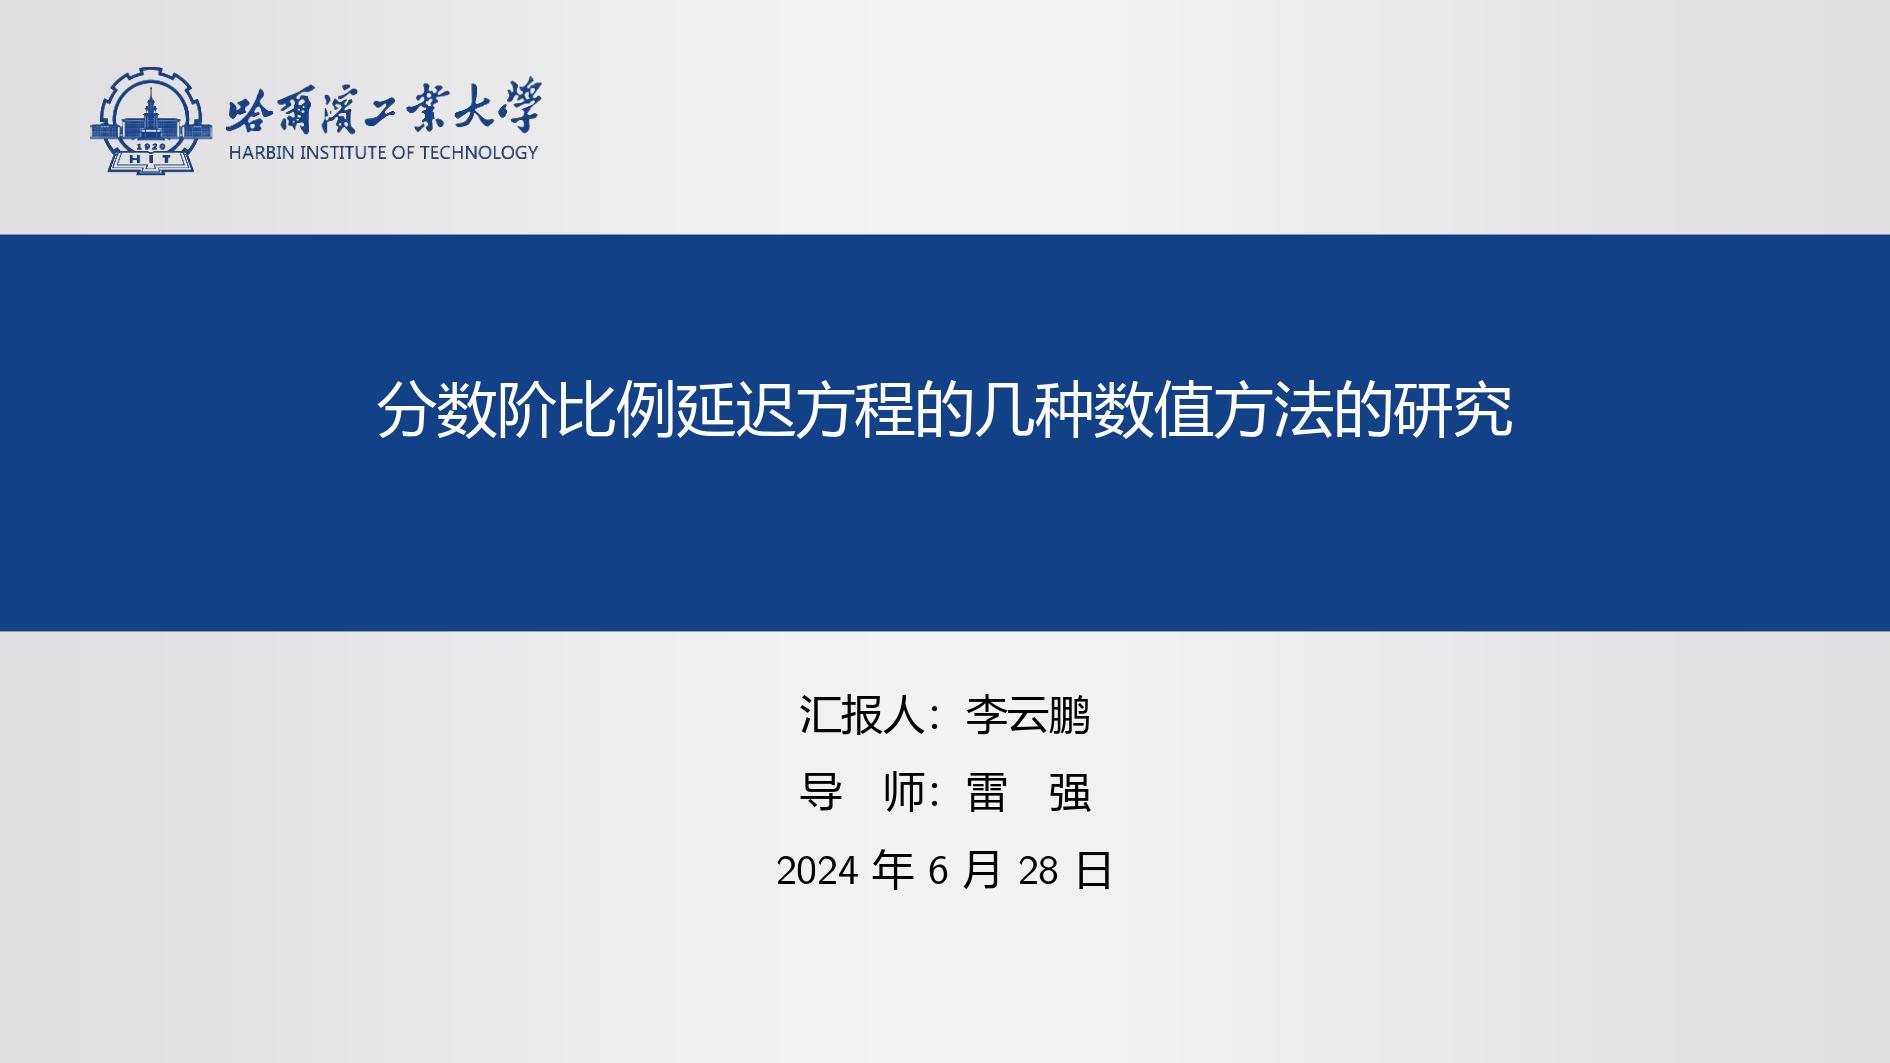 哈爾濱工業大學
HARBIN INSTITUTE OF TECHNOLOGY
1920
HIT
分数阶比例延迟方程的几种数值方法的研究
汇报人：李云鹏
导 师：雷 强
2024 年 6 月 28 日